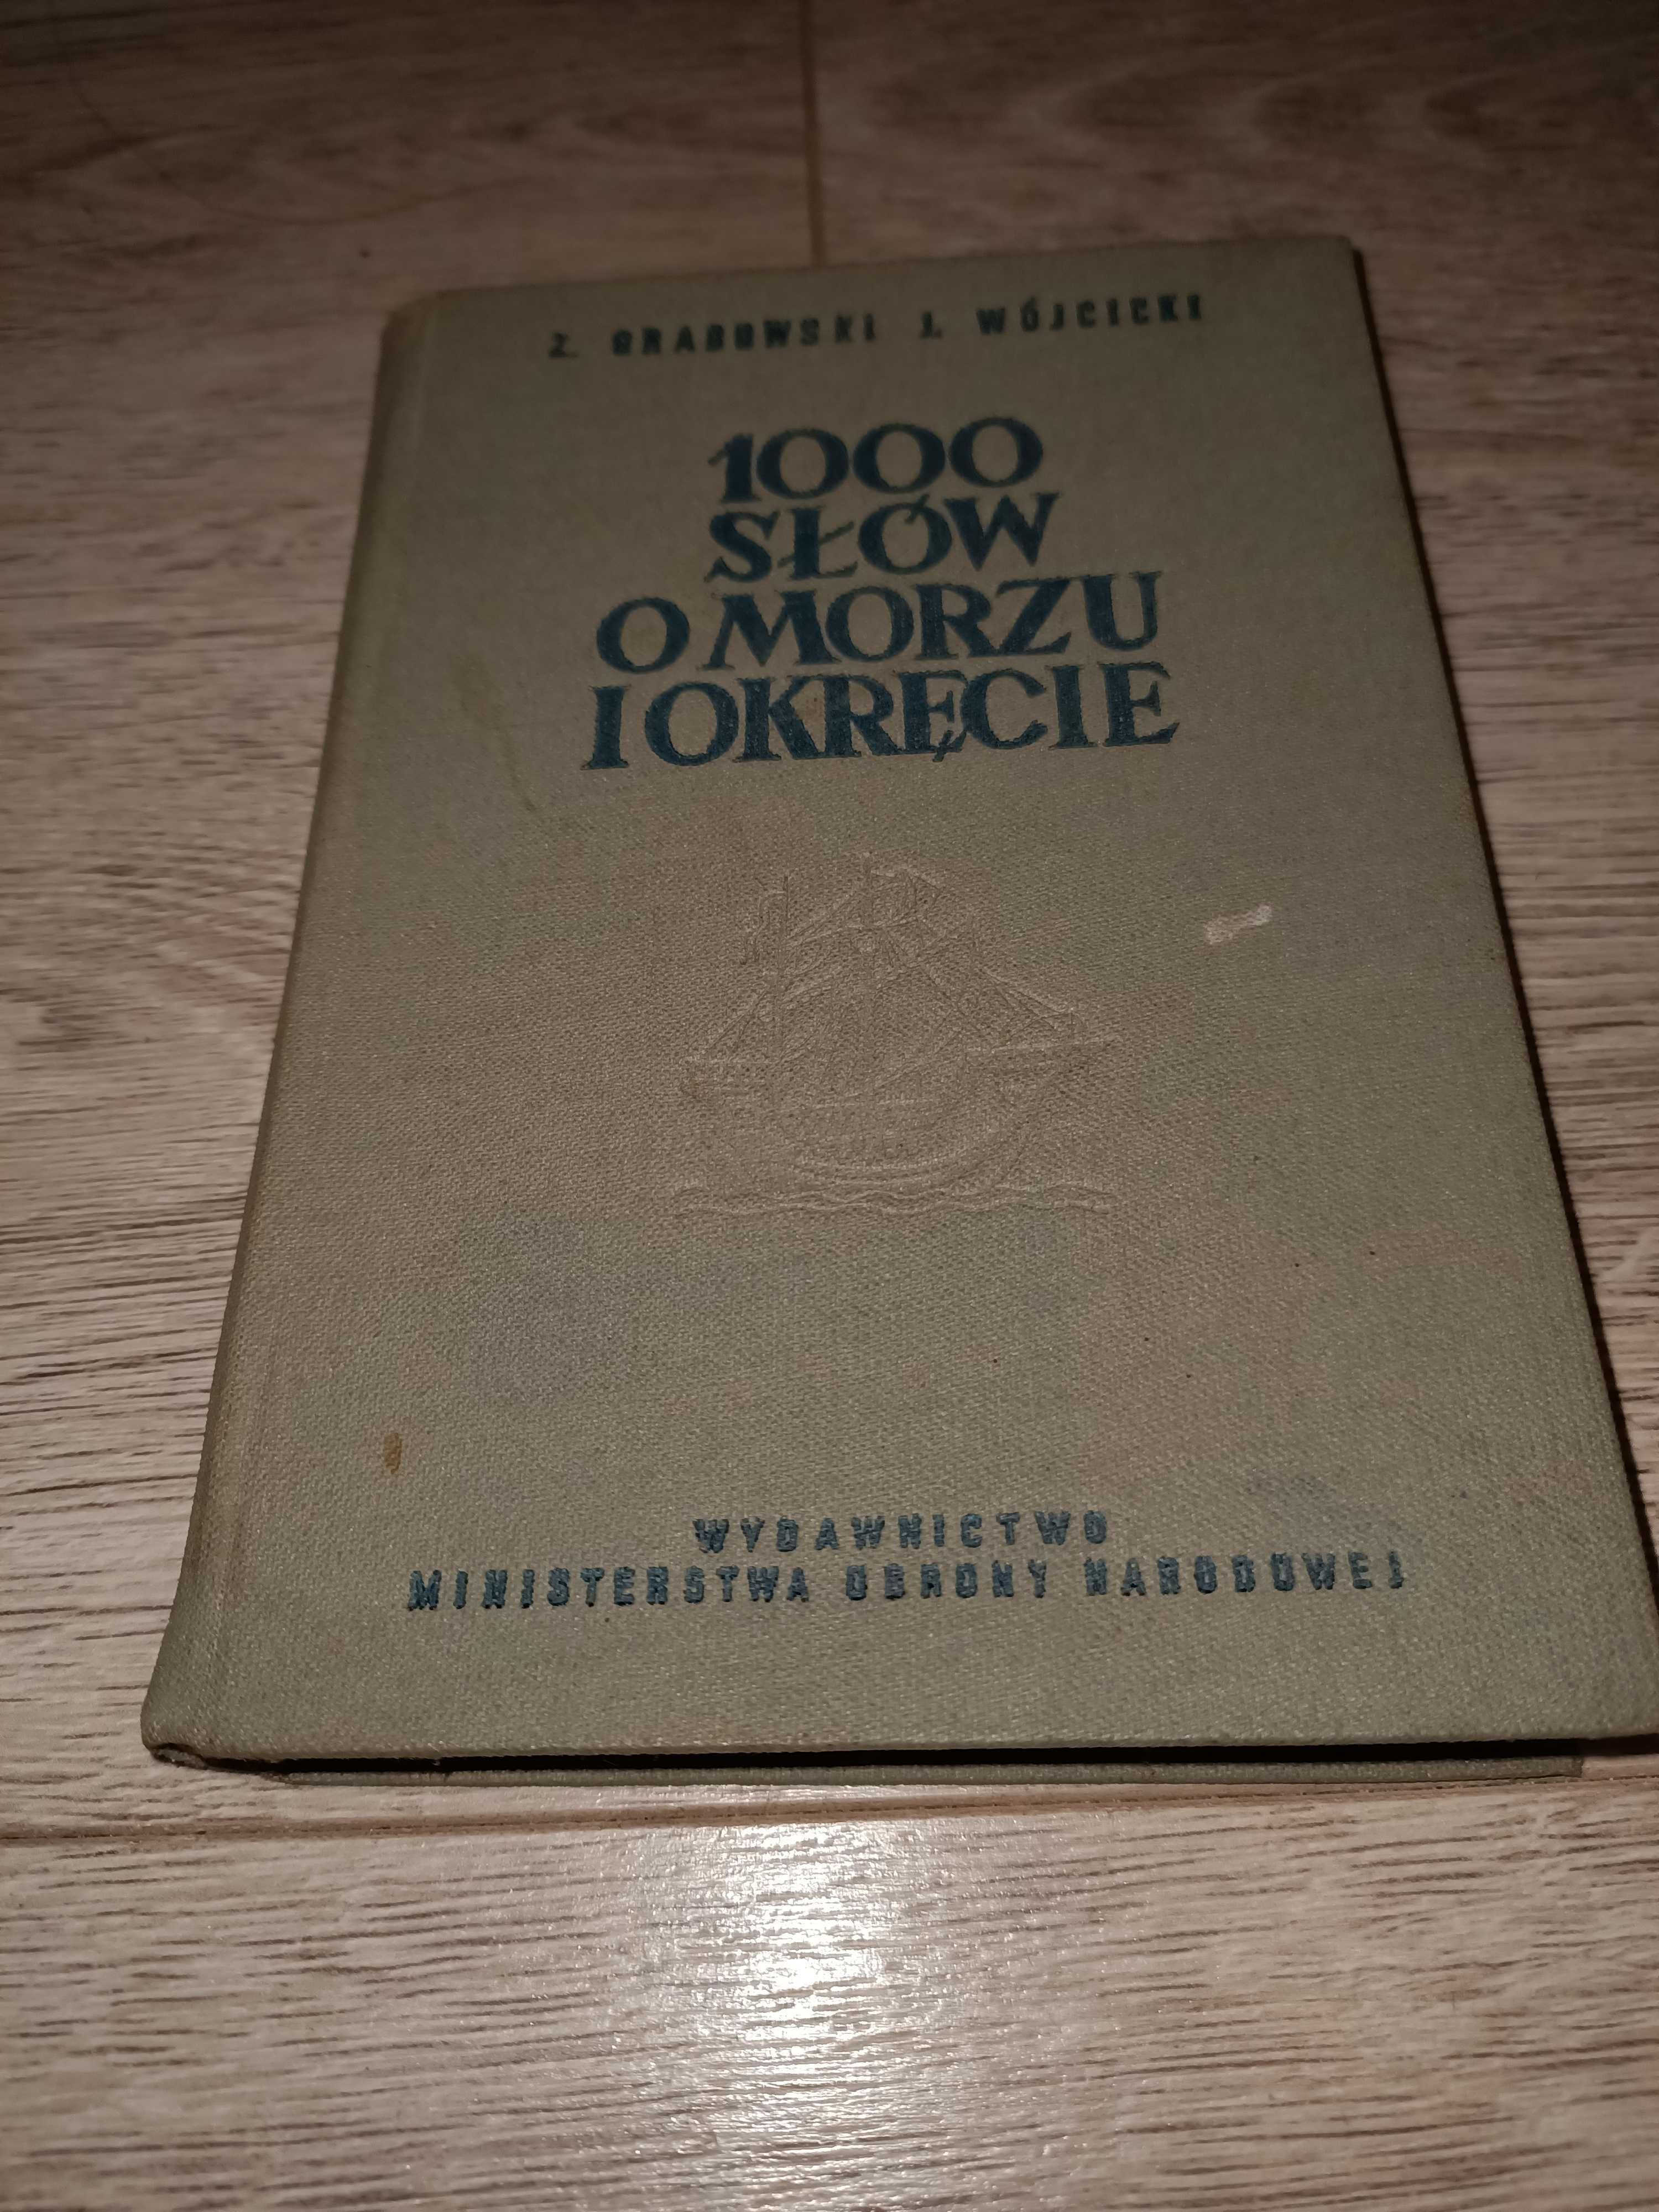 Z. GRABOWSKI J. WÓJCICKI
1000
SŁÓW
O MORZU
I OKRĘCIE
WYDAWNICTWO
MINISTERSTWA OBRONY NARODOWEJ